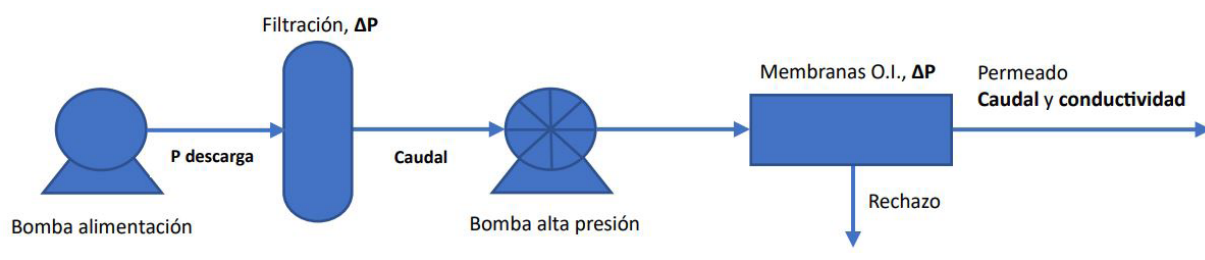 Filtración, ΔP
Membranas O.I., ΔP
Permeado
Caudal y conductividad
P descarga
Caudal
Rechazo
Bomba alimentación
Bomba alta presión